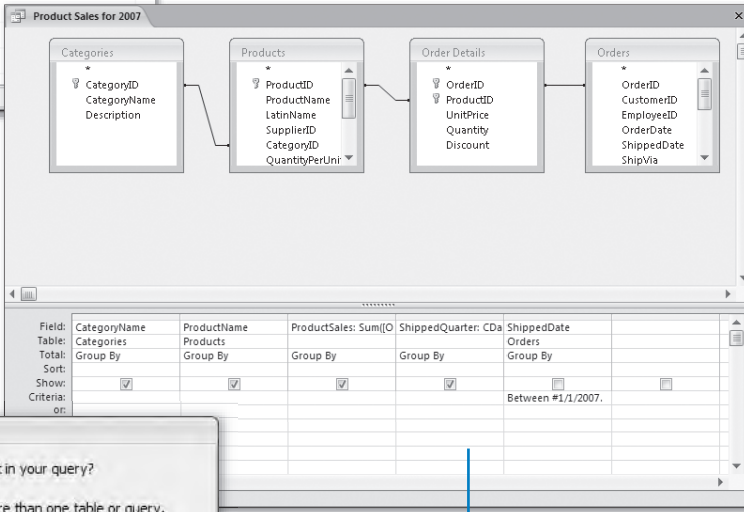 Product Sales for 2007
Categories
*
CategoryID
CategoryName
Description
Products
*
ProductID
ProductName
LatinName
SupplierID
CategoryID
QuantityPerUni
Order Details
*
OrderID
ProductID
UnitPrice
Quantity
Discount
Orders
*
OrderID
CustomerID
EmployeeID
OrderDate
ShippedDate
ShipVia
Field: CategoryName ProductName ProductSales: Sum([O ShippedQuarter: CDa ShippedDate
Table: Categories Products Orders
Total: Group By Group By Group By Group By Group By
Sort:
Show:
Criteria: Between #1/1/2007.
or:
in your query?
than one table or query.